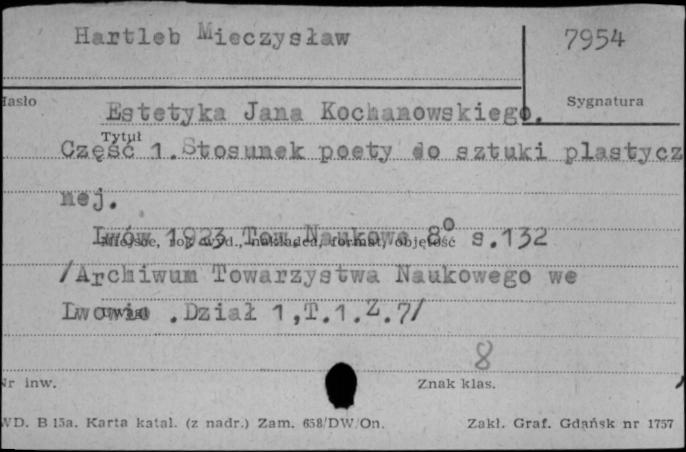 Hartleb Mieczysław
7954
Hasło
Sygnatura
Estetyka Jana Kochanowskiego.
Tytuł
Część 1. Stosunek poety do sztuki plastycz
nej.
Lwów 1923 Tow. Naukowe 8° s.132
Miejsce, rok wyd., nakładca, format, objętość
/Archiwum Towarzystwa Naukowego we
Lwowie .Dział 1,T.1.Z.7/
Uwagi
8
Nr inw.
Znak klas.
WD. B 15a. Karta katal. (z nadr.) Zam. 658/DW/On.
Zakł. Graf. Gdańsk nr 1757